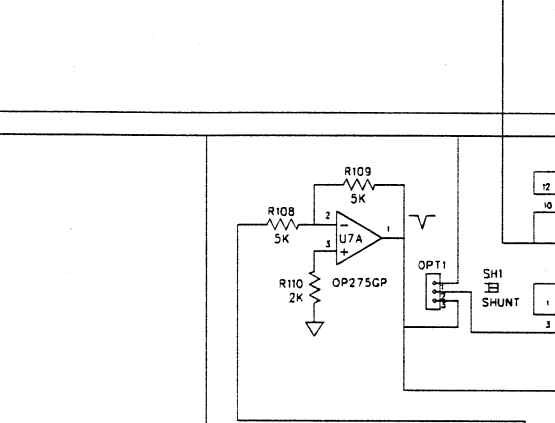 R109
5K
12
R108
2
10
5K
3
U7A
1
OPT1
R110
2K
OP275GP
SH1
SHUNT
1
3